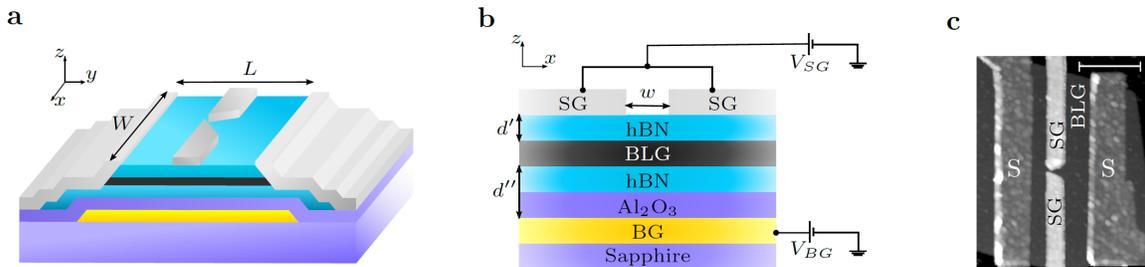 a
z
y
x
L
W
b
z
x
V_SG
SG
w
SG
d'
hBN
BLG
d''
hBN
Al₂O₃
BG
V_BG
Sapphire
c
BLG
SG
S
S
SG